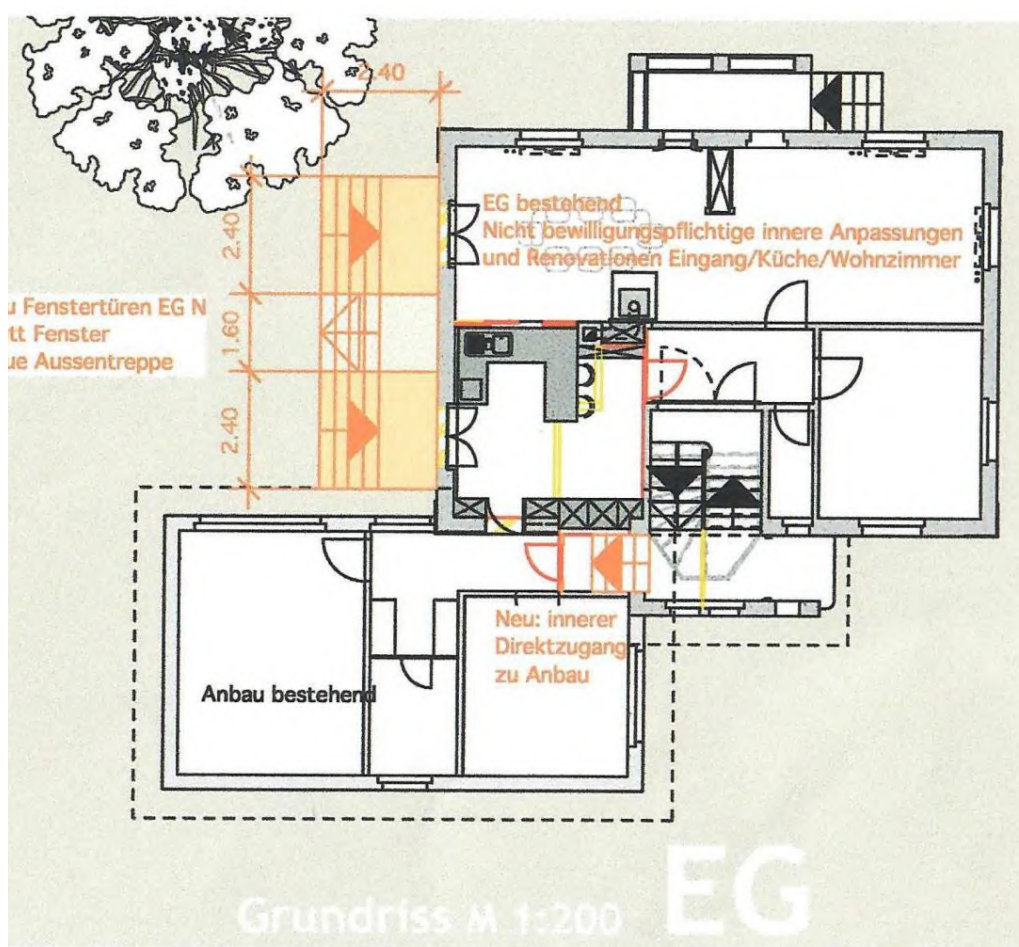 2.40
EG bestehend
Nicht bewilligungspflichtige innere Anpassungen
und Renovationen Eingang/Küche/Wohnzimmer
2.40
u Fenstertüren EG N
tt Fenster
ue Aussentreppe
1.60
9
2.40
Neu: innerer
Direktzugang
zu Anbau
Anbau bestehend
Grundriss M 1:200
EG